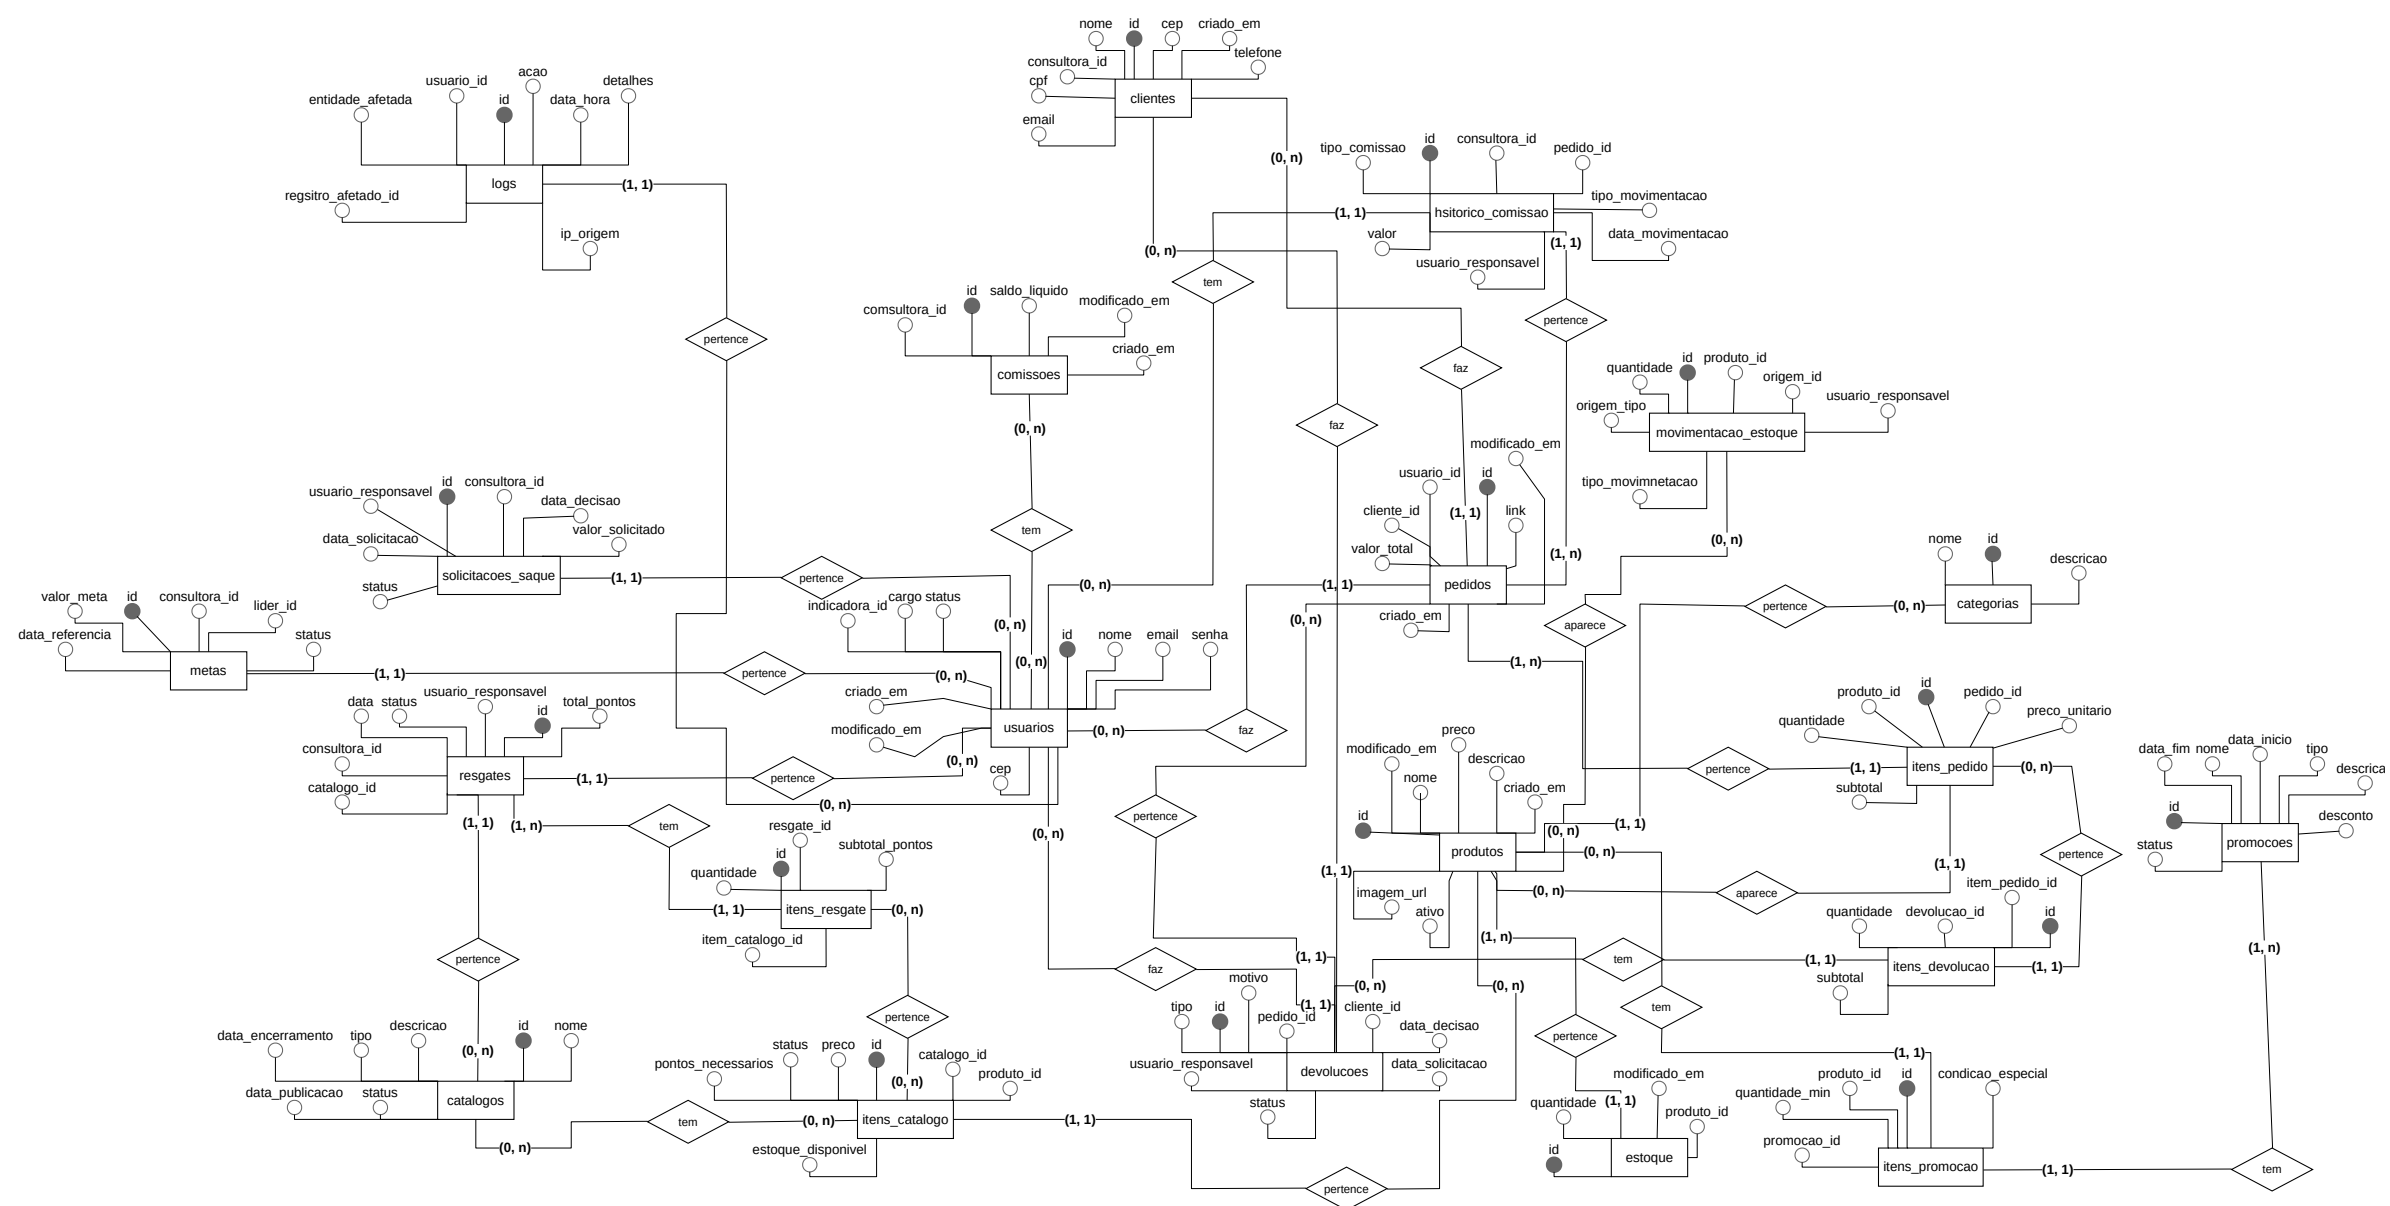 nome
id
cep
criado_em
telefone
consultora_id
cpf
email
clientes
(0, n)
(0, n)
usuario_id
acao
detalhes
entidade_afetada
id
data_hora
logs
(1, 1)
regsitro_afetado_id
ip_origem
pertence
tipo_comissao
id
consultora_id
pedido_id
tipo_movimentacao
hsitorico_comissao
(1, 1)
valor
data_movimentacao
(1, 1)
usuario_responsavel
tem
pertence
comsultora_id
id
saldo_liquido
modificado_em
criado_em
comissoes
(0, n)
tem
faz
faz
quantidade
id
produto_id
origem_id
usuario_responsavel
origem_tipo
movimentacao_estoque
tipo_movimnetacao
(0, n)
modificado_em
usuario_id
id
cliente_id
(1, 1)
link
valor_total
(1, n)
pedidos
(1, 1)
criado_em
(0, n)
aparece
(1, n)
usuario_responsavel
id
consultora_id
data_decisao
valor_solicitado
data_solicitacao
solicitacoes_saque
status
(1, 1)
pertence
(0, n)
(0, n)
nome
id
descricao
categorias
(0, n)
pertence
valor_meta
id
consultora_id
lider_id
data_referencia
status
metas
(1, 1)
pertence
(0, n)
indicadora_id
cargo
status
(0, n)
id
nome
email
senha
criado_em
modificado_em
usuarios
(0, n)
faz
(0, n)
cep
(0, n)
(0, n)
data
status
usuario_responsavel
id
total_pontos
consultora_id
resgates
catalogo_id
(1, 1)
pertence
(1, 1)
(1, n)
tem
produto_id
id
pedido_id
quantidade
preco_unitario
itens_pedido
pertence
(1, 1)
(0, n)
subtotal
(1, 1)
pertence
data_fim
nome
data_inicio
tipo
descrica
id
desconto
promocoes
status
(1, n)
preco
modificado_em
descricao
nome
criado_em
id
produtos
(0, n)
(1, 1)
(0, n)
(1, 1)
imagem_url
ativo
(0, n)
aparece
(1, n)
(0, n)
pertence
resgate_id
id
subtotal_pontos
quantidade
itens_resgate
(1, 1)
(0, n)
item_catalogo_id
pertence
item_pedido_id
quantidade
devolucao_id
id
itens_devolucao
(1, 1)
(1, 1)
subtotal
tem
tem
pertence
faz
pertence
(1, 1)
(0, n)
(1, 1)
motivo
tipo
id
pedido_id
cliente_id
data_decisao
usuario_responsavel
devolucoes
data_solicitacao
status
pertence
(0, n)
data_encerramento
tipo
descricao
id
nome
data_publicacao
status
catalogos
(0, n)
tem
(0, n)
status
preco
id
catalogo_id
pontos_necessarios
(0, n)
produto_id
itens_catalogo
(1, 1)
estoque_disponivel
pertence
modificado_em
quantidade
(1, 1)
produto_id
id
estoque
(1, 1)
produto_id
id
condicao_especial
quantidade_min
promocao_id
itens_promocao
(1, 1)
tem